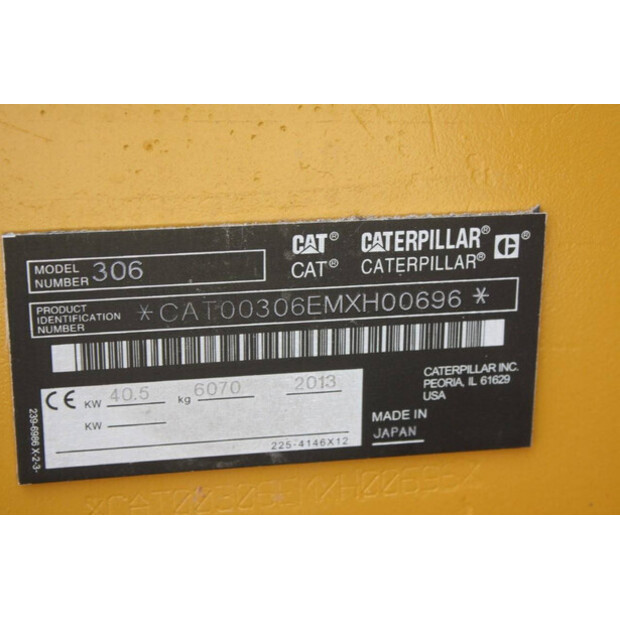 CAT® CATERPILLAR®
CAT® CATERPILLAR®
MODEL NUMBER 306
PRODUCT IDENTIFICATION NUMBER *CAT00306EMXH00696*
CATERPILLAR INC.
PEORIA, IL 61629
USA
CE KW 40.5 kg 6070 2013
KW
225-4146X12
MADE IN
JAPAN
239-6986 X-2-3-